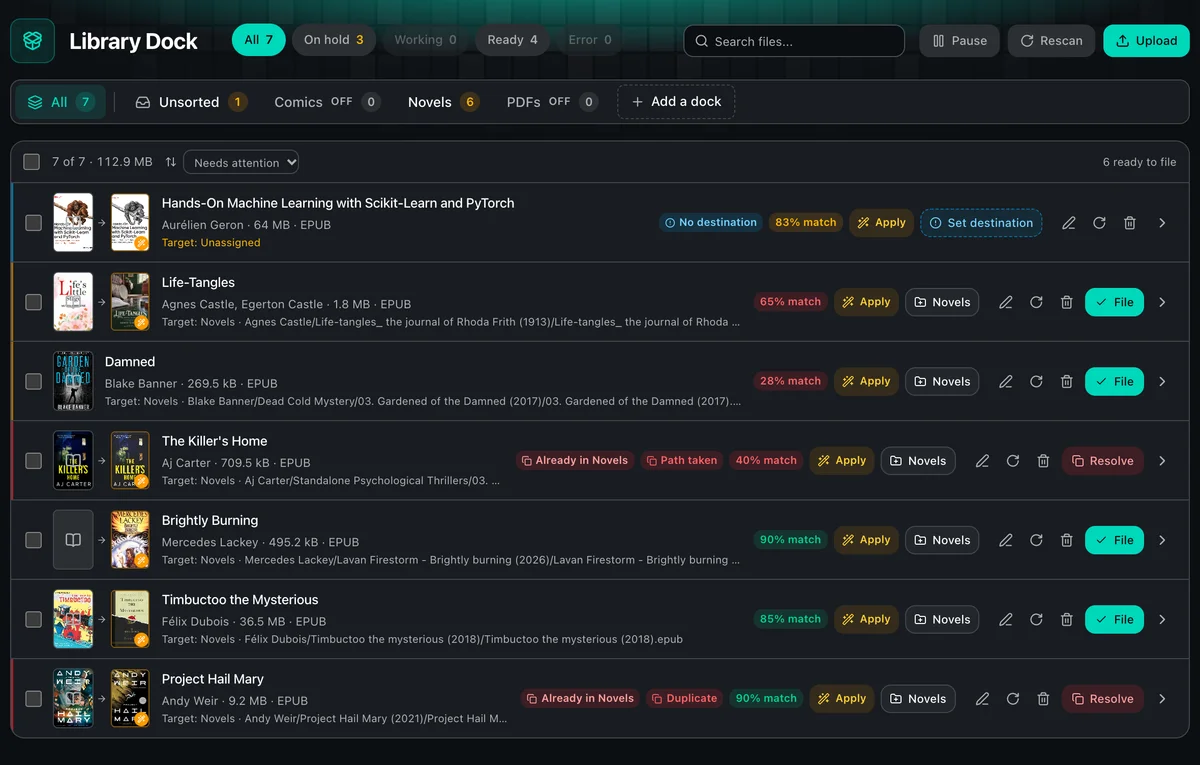 Library Dock
All 7
On hold 3
Working 0
Ready 4
Error 0
Search files...
Pause
Rescan
Upload
All 7
Unsorted 1
Comics OFF 0
Novels 6
PDFs OFF 0
+ Add a dock
7 of 7 · 112.9 MB
Needs attention
6 ready to file
Hands-On Machine Learning with Scikit-Learn and PyTorch
Aurélien Geron · 64 MB · EPUB
Target: Unassigned
No destination
83% match
Apply
Set destination
Life-Tangles
Agnes Castle, Egerton Castle · 1.8 MB · EPUB
Target: Novels · Agnes Castle/Life-tangles_ the journal of Rhoda Frith (1913)/Life-tangles_ the journal of Rhoda ...
65% match
Apply
Novels
File
Damned
Blake Banner · 269.5 kB · EPUB
Target: Novels · Blake Banner/Dead Cold Mystery/03. Gardened of the Damned (2017)/03. Gardened of the Damned (2017)....
28% match
Apply
Novels
File
The Killer's Home
Aj Carter · 709.5 kB · EPUB
Target: Novels · Aj Carter/Standalone Psychological Thrillers/03. ...
Already in Novels
Path taken
40% match
Apply
Novels
Resolve
Brightly Burning
Mercedes Lackey · 495.2 kB · EPUB
Target: Novels · Mercedes Lackey/Lavan Firestorm - Brightly burning (2026)/Lavan Firestorm - Brightly burning ...
90% match
Apply
Novels
File
Timbuctoo the Mysterious
Félix Dubois · 36.5 MB · EPUB
Target: Novels · Félix Dubois/Timbuctoo the mysterious (2018)/Timbuctoo the mysterious (2018).epub
85% match
Apply
Novels
File
Project Hail Mary
Andy Weir · 9.2 MB · EPUB
Target: Novels · Andy Weir/Project Hail Mary (2021)/Project Hail M...
Already in Novels
Duplicate
90% match
Apply
Novels
Resolve